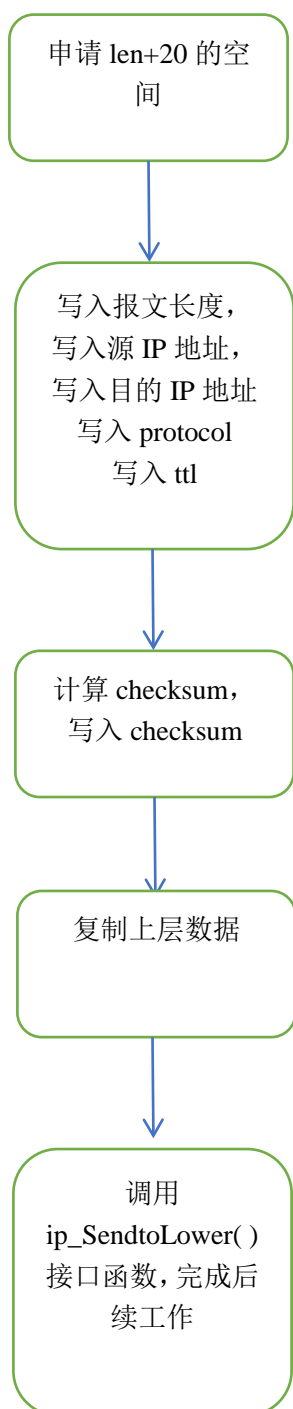 申请 len+20 的空
间
写入报文长度，
写入源 IP 地址，
写入目的 IP 地址
写入 protocol
写入 ttl
计算 checksum，
写入 checksum
复制上层数据
调用
ip_SendtoLower( )
接口函数，完成后
续工作